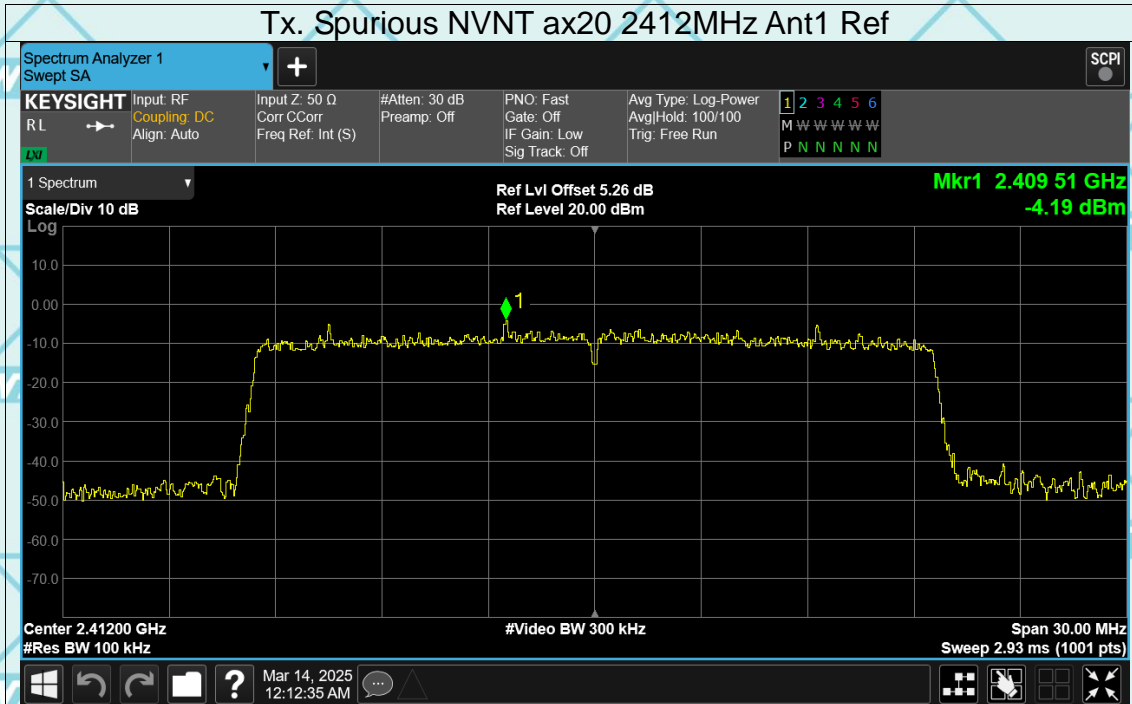 Tx. Spurious NVNT ax20 2412MHz Ant1 Ref
Spectrum Analyzer 1
Swept SA
+
SCPI
KEYSIGHT
RL
LXI
Input: RF
Coupling: DC
Align: Auto
Input Z: 50 Ω
Corr CCorr
Freq Ref: Int (S)
#Atten: 30 dB
Preamp: Off
PNO: Fast
Gate: Off
IF Gain: Low
Sig Track: Off
Avg Type: Log-Power
Avg|Hold: 100/100
Trig: Free Run
1 2 3 4 5 6
M W W W W W
P N N N N N
1 Spectrum
Scale/Div 10 dB
Ref Lvl Offset 5.26 dB
Ref Level 20.00 dBm
Mkr1 2.409 51 GHz
-4.19 dBm
Log
10.0
0.00
-10.0
-20.0
-30.0
-40.0
-50.0
-60.0
-70.0
1
Center 2.41200 GHz
#Res BW 100 kHz
#Video BW 300 kHz
Span 30.00 MHz
Sweep 2.93 ms (1001 pts)
?
Mar 14, 2025
12:12:35 AM